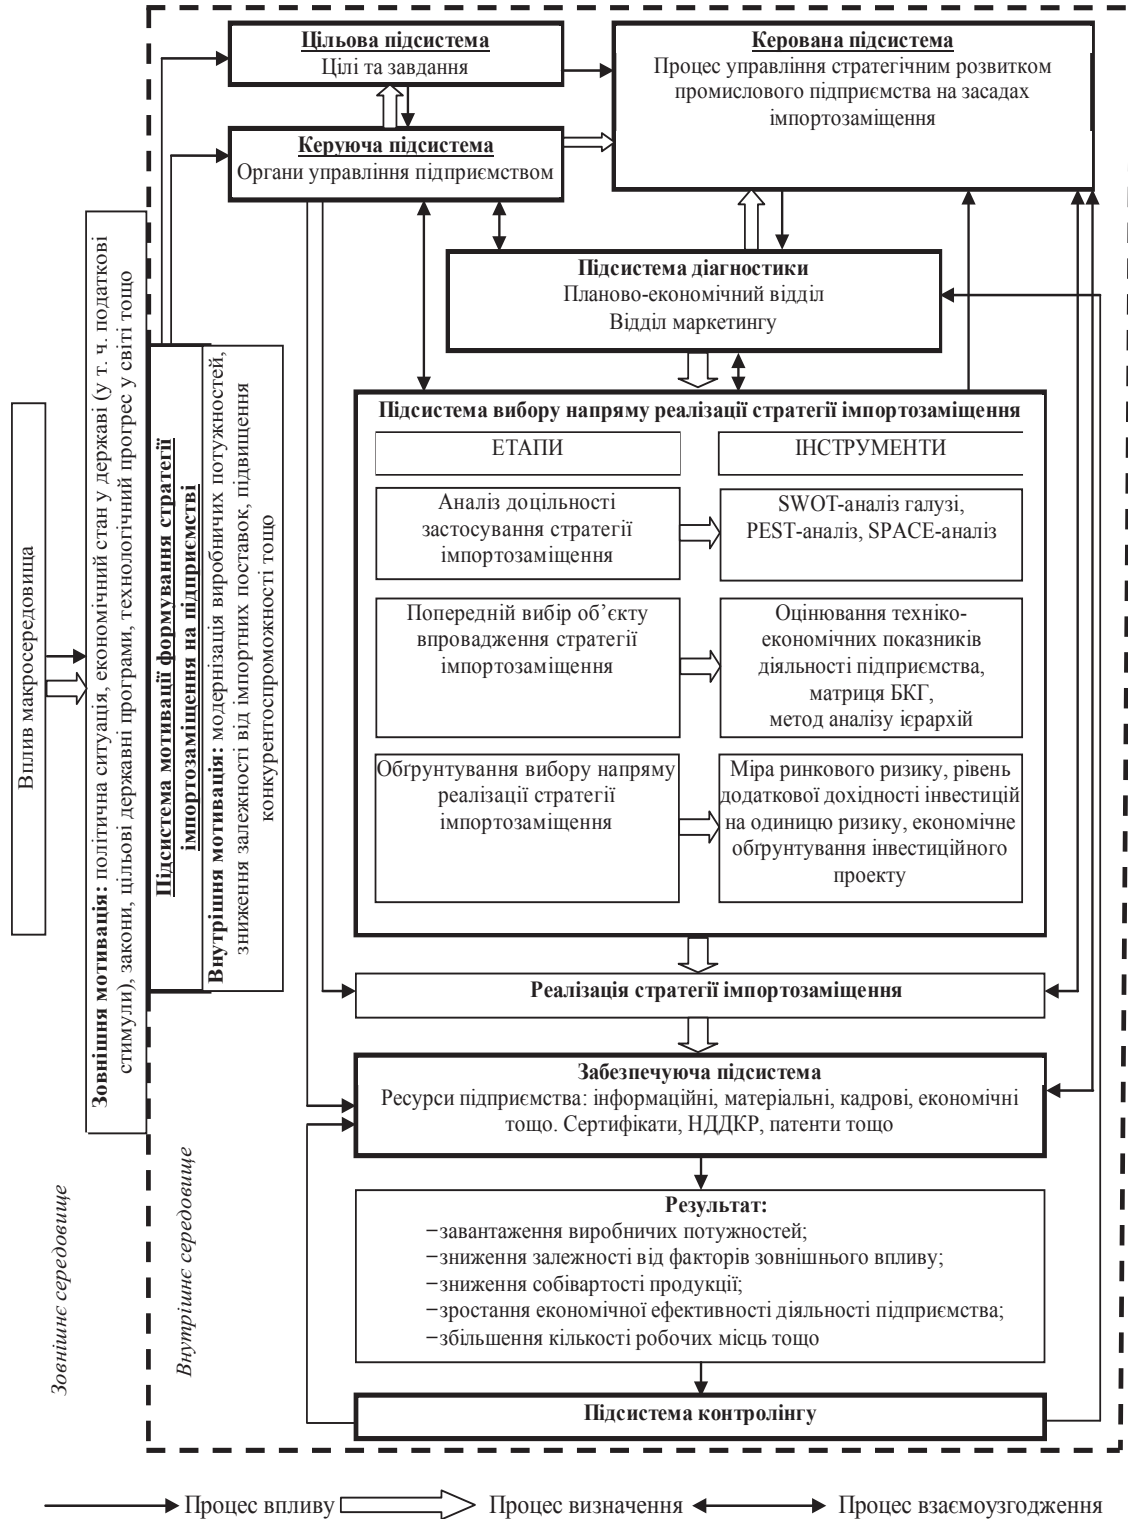 Цільова підсистема
Цілі та завдання
Керована підсистема
Процес управління стратегічним розвитком
промислового підприємства на засадах
імпортозаміщення
Керуюча підсистема
Органи управління підприємством
Підсистема діагностики
Планово-економічний відділ
Відділ маркетингу
Вплив макросередовища
Зовнішня мотивація: політична ситуація, економічний стан у державі (у т. ч. податкові
стимули), закони, цільові державні програми, технологічний прогрес у світі тощо
Підсистема мотивації формування стратегії
імпортозаміщення на підприємстві
Внутрішня мотивація: модернізація виробничих потужностей,
зниження залежності від імпортних поставок, підвищення
конкурентоспроможності тощо
Підсистема вибору напряму реалізації стратегії імпортозаміщення
ЕТАПИ
ІНСТРУМЕНТИ
Аналіз доцільності
застосування стратегії
імпортозаміщення
SWOT-аналіз галузі,
PEST-аналіз, SPACE-аналіз
Попередній вибір об’єкту
впровадження стратегії
імпортозаміщення
Оцінювання техніко-
економічних показників
діяльності підприємства,
матриця БКГ,
метод аналізу ієрархій
Обґрунтування вибору напряму
реалізації стратегії
імпортозаміщення
Міра ринкового ризику, рівень
додаткової дохідності інвестицій
на одиницю ризику, економічне
обґрунтування інвестиційного
проекту
Реалізація стратегії імпортозаміщення
Забезпечуюча підсистема
Ресурси підприємства: інформаційні, матеріальні, кадрові, економічні
тощо. Сертифікати, НДДКР, патенти тощо
Результат:
−завантаження виробничих потужностей;
−зниження залежності від факторів зовнішнього впливу;
−зниження собівартості продукції;
−зростання економічної ефективності діяльності підприємства;
−збільшення кількості робочих місць тощо
Підсистема контролінгу
Зовнішнє середовище
Внутрішнє середовище
Процес впливу
Процес визначення
Процес взаємоузгодження